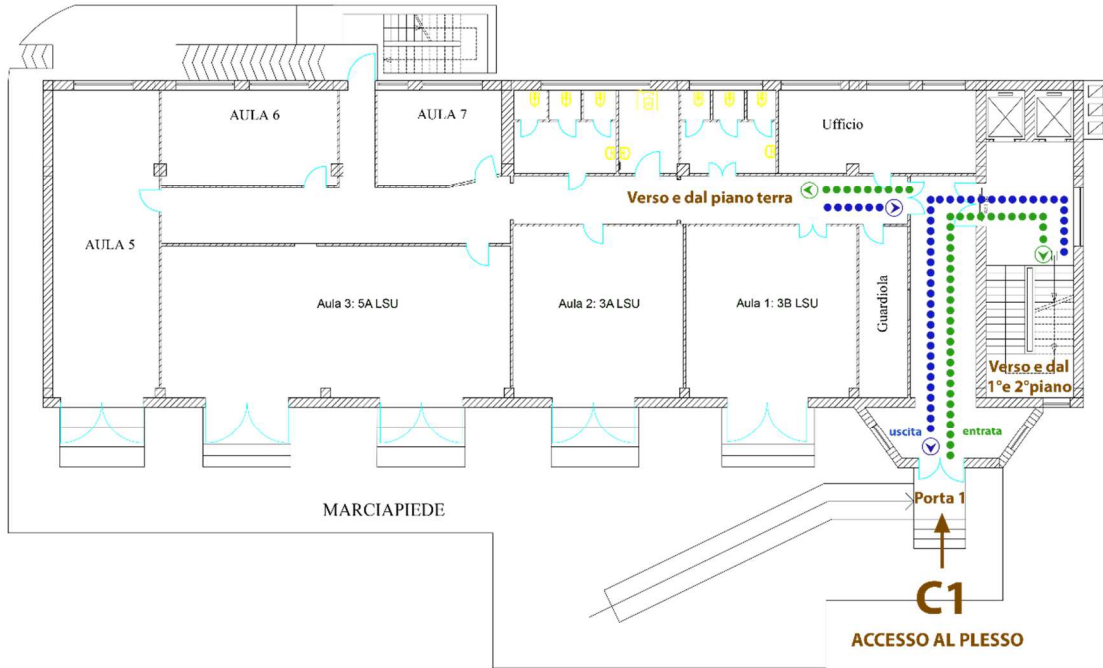 AULA 6
AULA 7
Ufficio
Verso e dal piano terra
AULA 5
Aula 3: 5A LSU
Aula 2: 3A LSU
Aula 1: 3B LSU
Guardiola
Verso e dal
1°e 2°piano
uscita
entrata
Porta 1
MARCIAPIEDE
C1
ACCESSO AL PLESSO